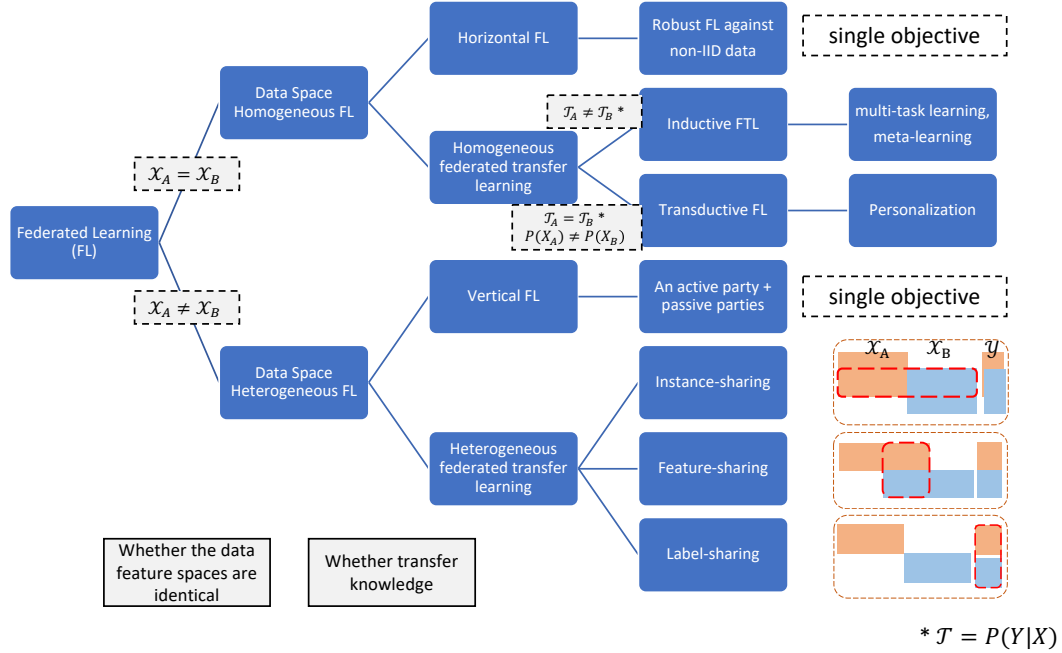 Horizontal FL
Robust FL against
non-IID data
single objective
Data Space
Homogeneous FL
𝒯_A ≠ 𝒯_B *
Inductive FTL
multi-task learning,
meta-learning
Homogeneous
federated transfer
learning
𝒳_A = 𝒳_B
𝒯_A = 𝒯_B *
P(X_A) ≠ P(X_B)
Transductive FL
Personalization
Federated Learning
(FL)
𝒳_A ≠ 𝒳_B
Vertical FL
An active party +
passive parties
single objective
Data Space
Heterogeneous FL
𝒳_A 𝒳_B 𝒴
Instance-sharing
Heterogeneous
federated transfer
learning
Feature-sharing
Label-sharing
Whether the data
feature spaces are
identical
Whether transfer
knowledge
* 𝒯 = P(Y|X)